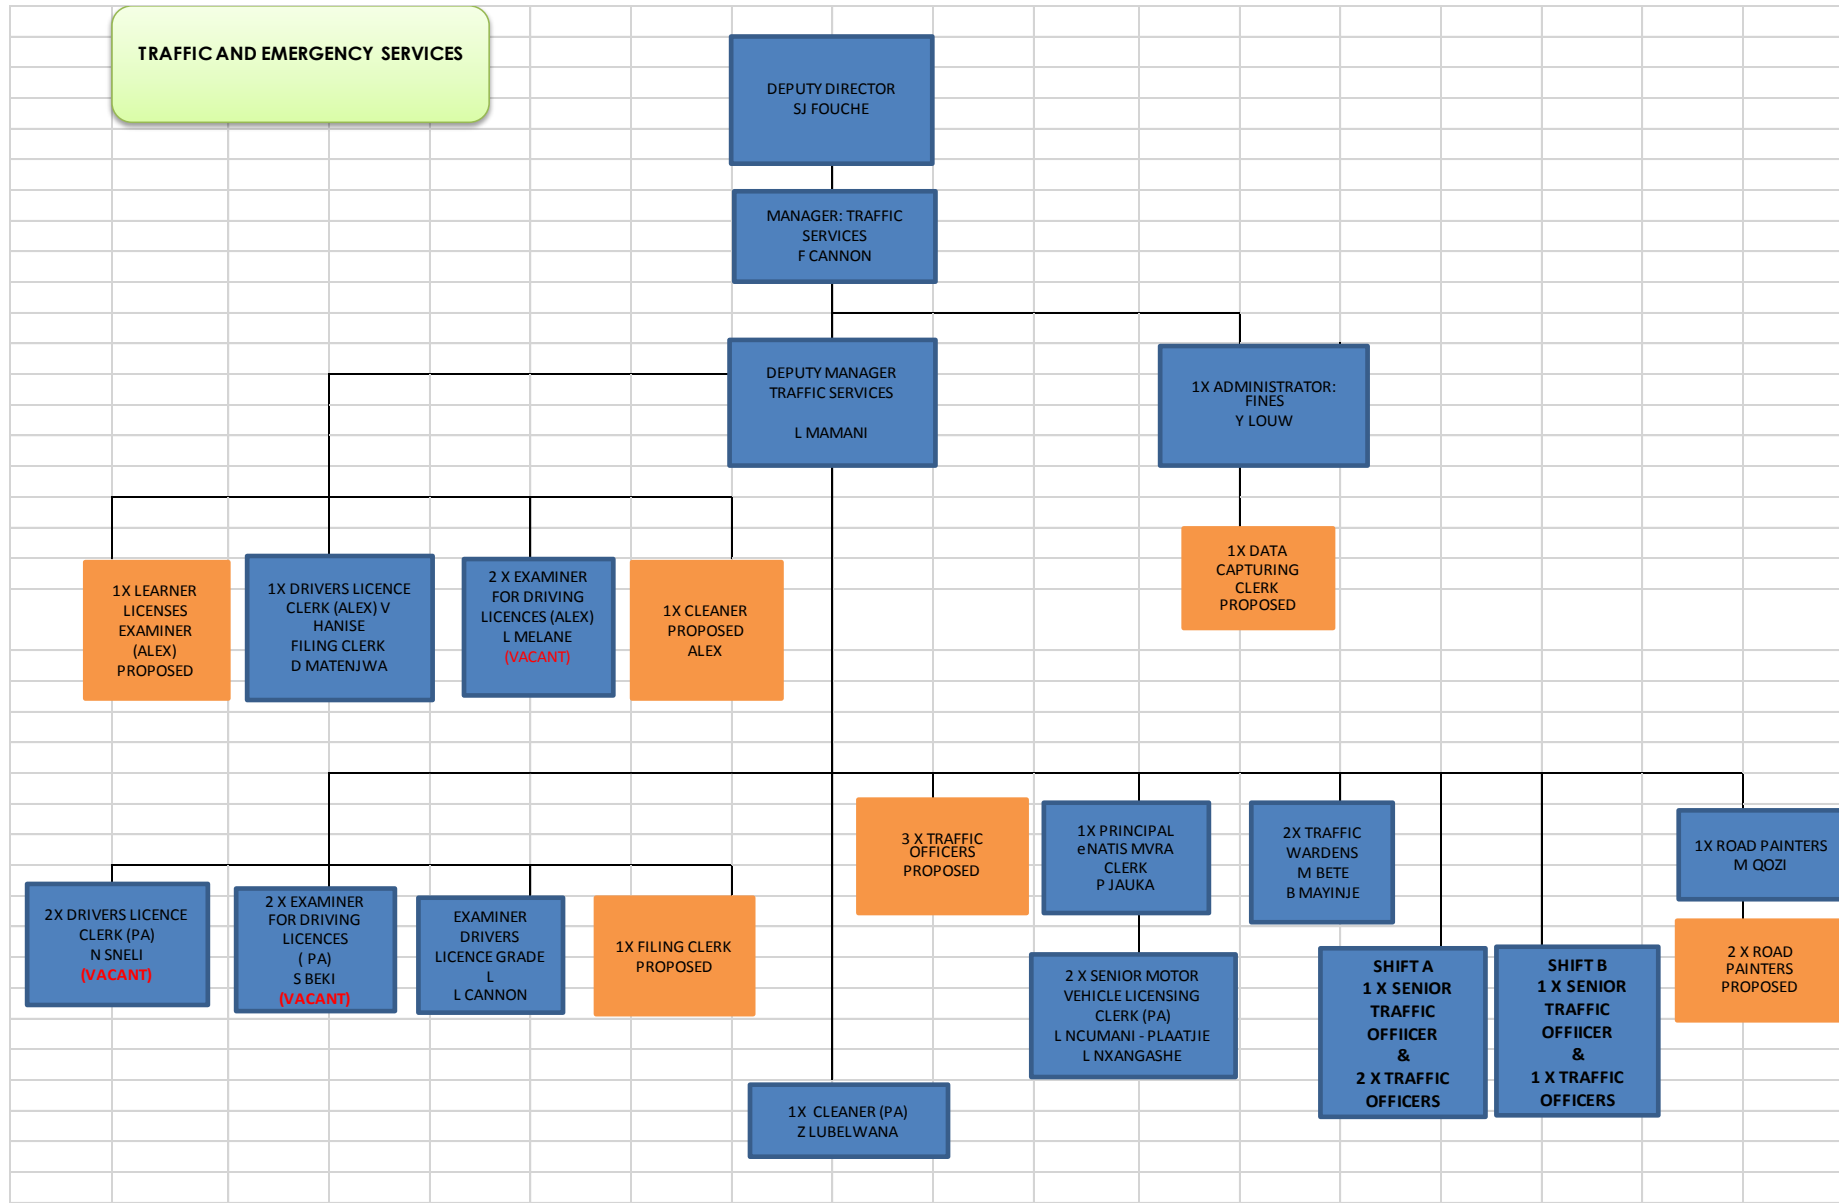 TRAFFIC AND EMERGENCY SERVICES
DEPUTY DIRECTOR
SJ FOUCHE
MANAGER: TRAFFIC
SERVICES
F CANNON
DEPUTY MANAGER
TRAFFIC SERVICES
L MAMANI
1X ADMINISTRATOR:
FINES
Y LOUW
1X LEARNER
LICENSES
EXAMINER
(ALEX)
PROPOSED
1X DRIVERS LICENCE
CLERK (ALEX) V
HANISE
FILING CLERK
D MATENJWA
2 X EXAMINER
FOR DRIVING
LICENCES (ALEX)
L MELANE
(VACANT)
1X CLEANER
PROPOSED
ALEX
1X DATA
CAPTURING
CLERK
PROPOSED
3 X TRAFFIC
OFFICERS
PROPOSED
1X PRINCIPAL
eNATIS MVRA
CLERK
P JAUKA
2X TRAFFIC
WARDENS
M BETE
B MAYINJE
1X ROAD PAINTERS
M QOZI
2X DRIVERS LICENCE
CLERK (PA)
N SNELI
(VACANT)
2 X EXAMINER
FOR DRIVING
LICENCES
( PA)
S BEKI
(VACANT)
EXAMINER
DRIVERS
LICENCE GRADE
L
L CANNON
1X FILING CLERK
PROPOSED
2 X SENIOR MOTOR
VEHICLE LICENSING
CLERK (PA)
L NCUMANI - PLAATJIE
L NXANGASHE
SHIFT A
1 X SENIOR
TRAFFIC
OFFIICER
&
2 X TRAFFIC
OFFICERS
SHIFT B
1 X SENIOR
TRAFFIC
OFFIICER
&
1 X TRAFFIC
OFFICERS
2 X ROAD
PAINTERS
PROPOSED
1X CLEANER (PA)
Z LUBELWANA